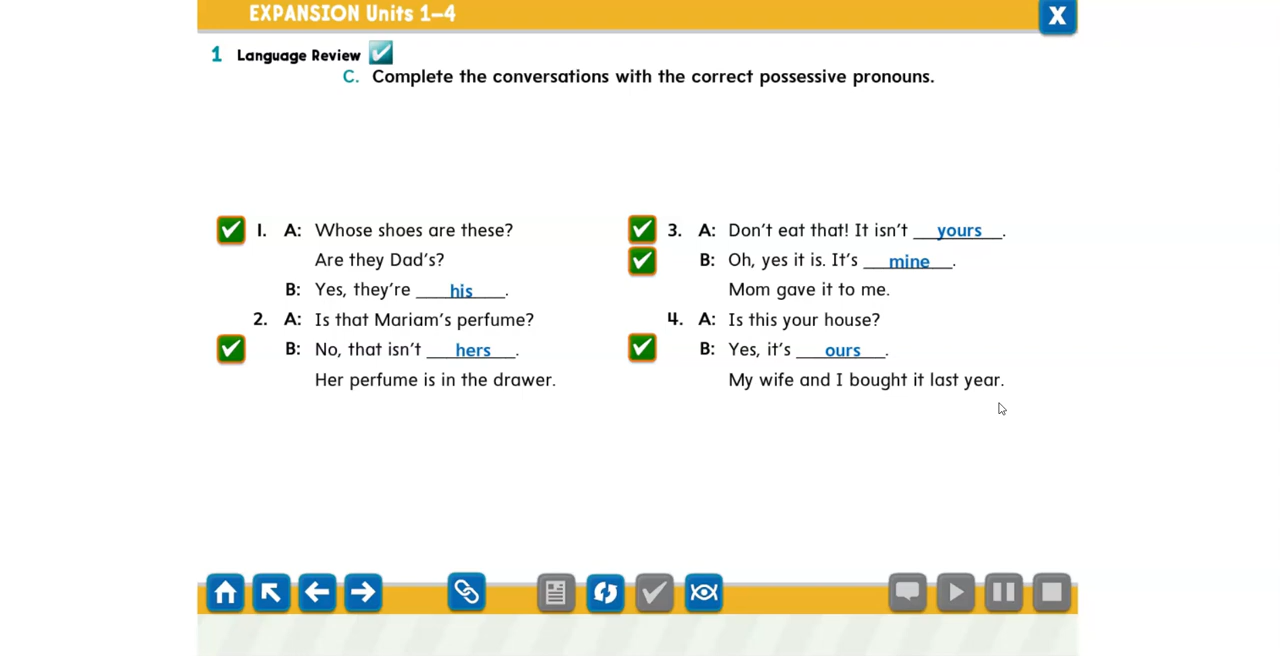 EXPANSION Units 1–4
X
1 Language Review
C. Complete the conversations with the correct possessive pronouns.
1. A: Whose shoes are these?
Are they Dad's?
B: Yes, they're his.
2. A: Is that Mariam's perfume?
B: No, that isn't hers.
Her perfume is in the drawer.
3. A: Don't eat that! It isn't yours.
B: Oh, yes it is. It's mine.
Mom gave it to me.
4. A: Is this your house?
B: Yes, it's ours.
My wife and I bought it last year.